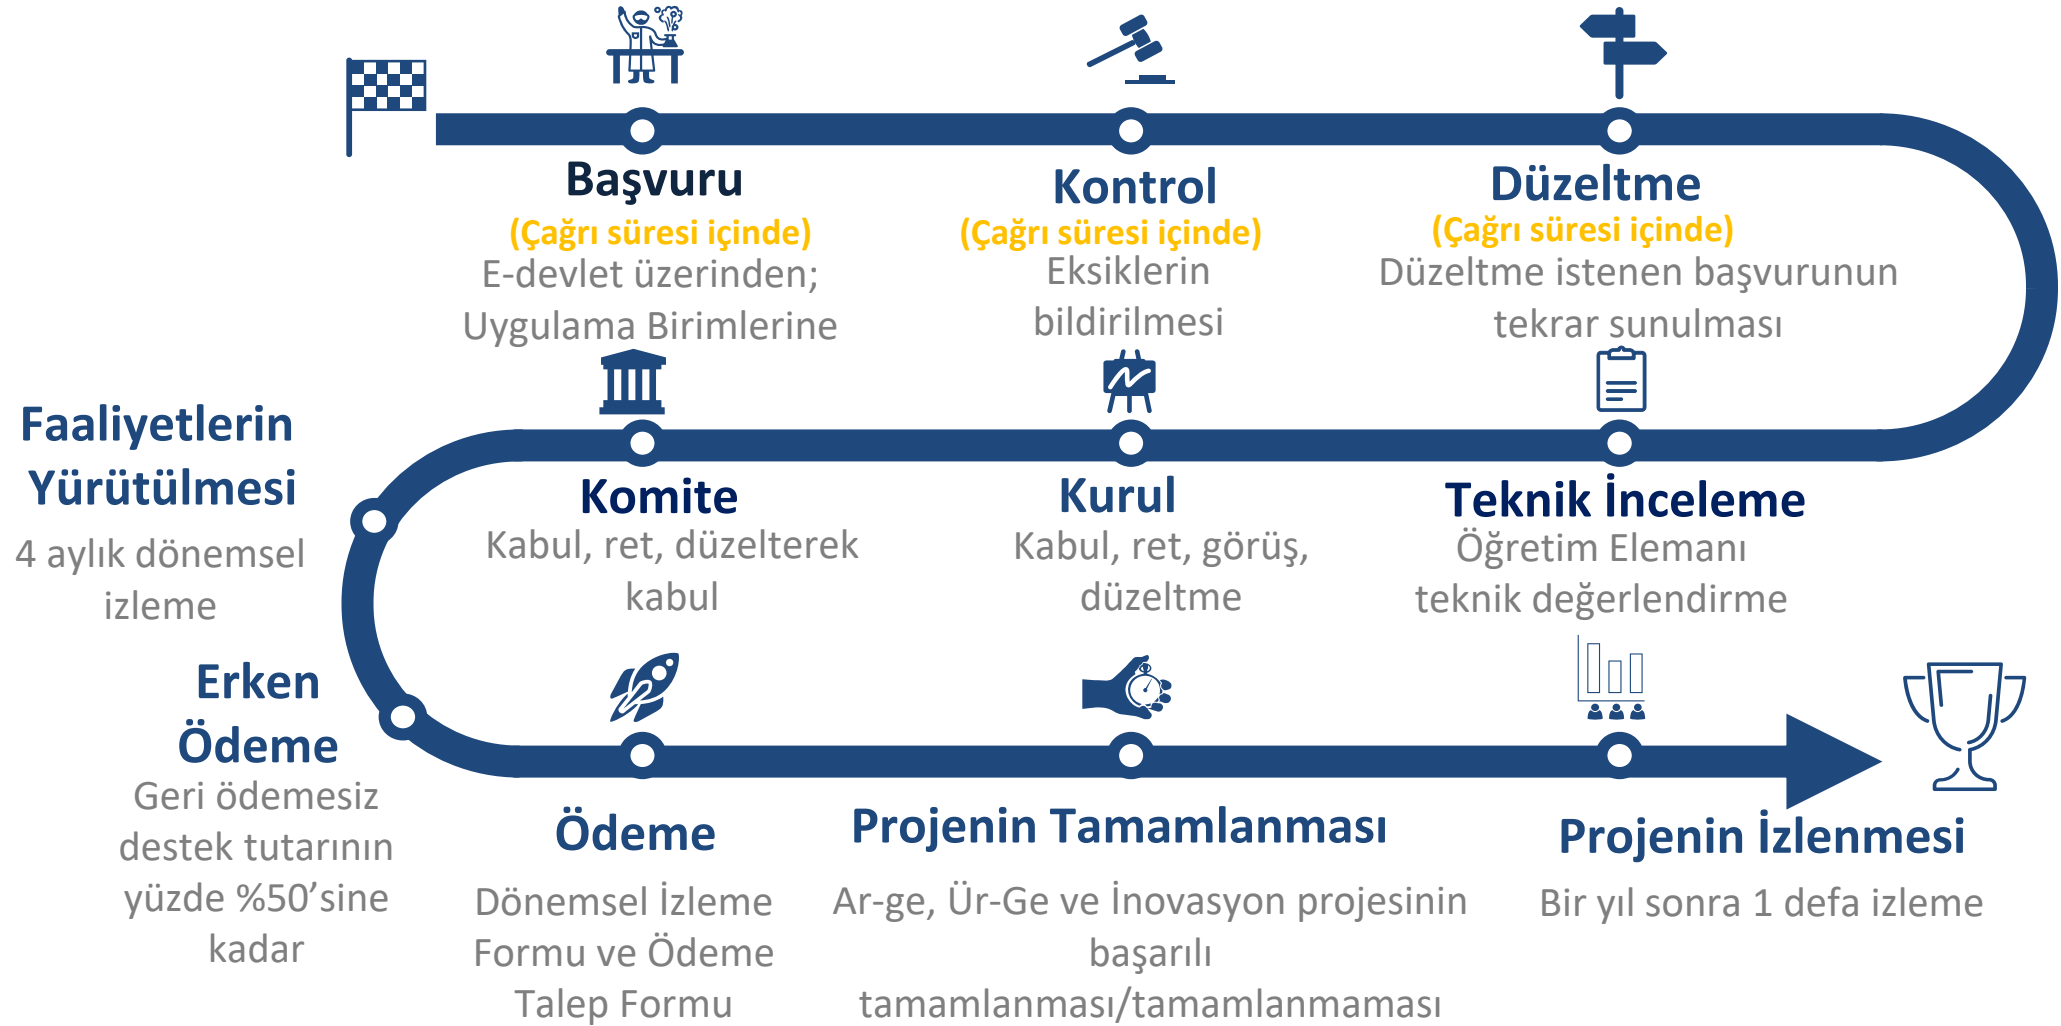 Başvuru
(Çağrı süresi içinde)
E-devlet üzerinden;
Uygulama Birimlerine
Kontrol
(Çağrı süresi içinde)
Eksiklerin
bildirilmesi
Düzeltme
(Çağrı süresi içinde)
Düzeltme istenen başvurunun
tekrar sunulması
Teknik İnceleme
Öğretim Elemanı
teknik değerlendirme
Kurul
Kabul, ret, görüş,
düzeltme
Komite
Kabul, ret, düzelterek
kabul
Faaliyetlerin
Yürütülmesi
4 aylık dönemsel
izleme
Erken
Ödeme
Geri ödemesiz
destek tutarının
yüzde %50’sine
kadar
Ödeme
Dönemsel İzleme
Formu ve Ödeme
Talep Formu
Projenin Tamamlanması
Ar-ge, Ür-Ge ve İnovasyon projesinin
başarılı
tamamlanması/tamamlanmaması
Projenin İzlenmesi
Bir yıl sonra 1 defa izleme